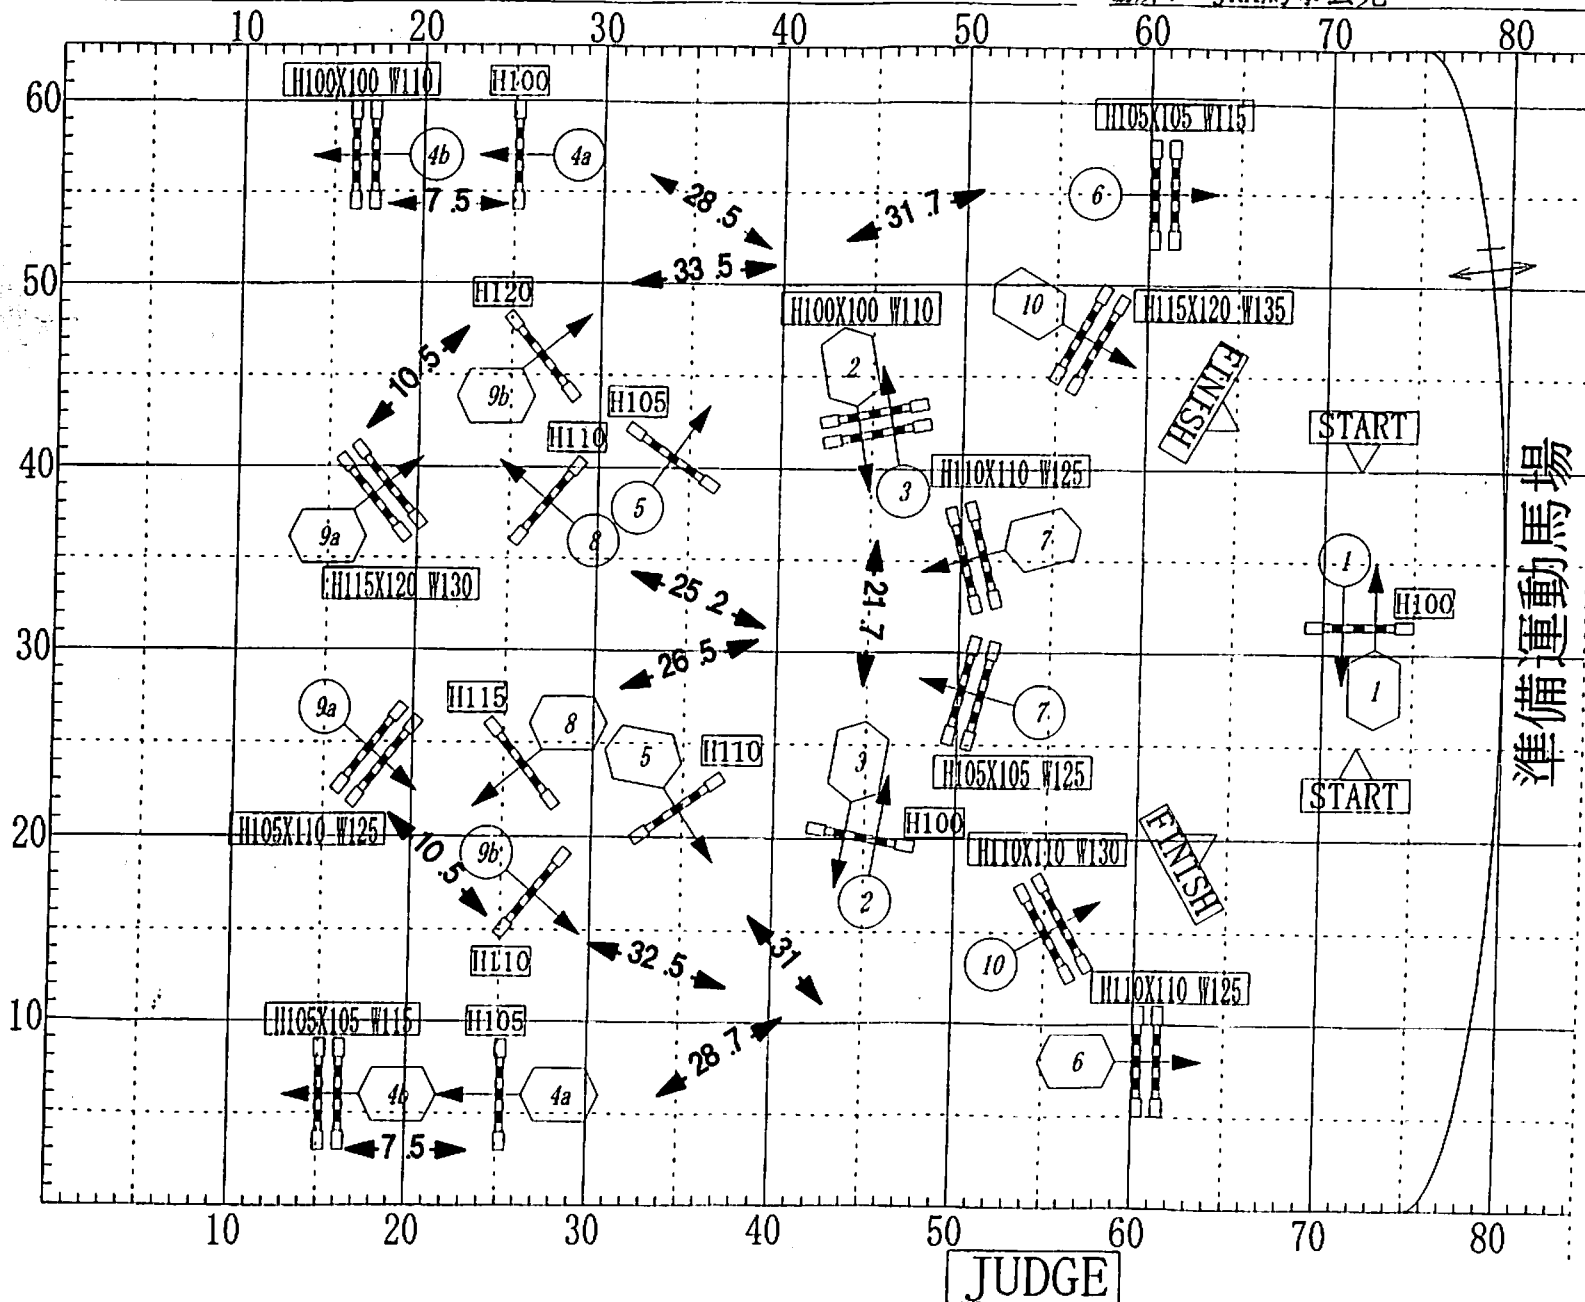 10 20 30 40 50 60 70 80
60
H100X100 W110
H100
H105X105 W115
4b
4a
6
7.5
28.5
31.7
50
33.5
H120
H100X100 W110
10
H115X120 W135
10.5
9b
2
FINISH
H105
START
H110
40
3
H110X110 W125
5
9a
8
7
H115X120 W130
25.2
21.7
1
H100
準備運動馬場
30
26.5
9a
H115
8
7
1
5
H110
3
H105X105 W125
START
H105X110 W125
20
10.5
9b
H100
H110X110 W130
FINISH
2
H110
32.5
31
10
H110X110 W125
10
H105X105 W115
H105
28.7
6
4b
4a
7.5
10 20 30 40 50 60 70 80
JUDGE